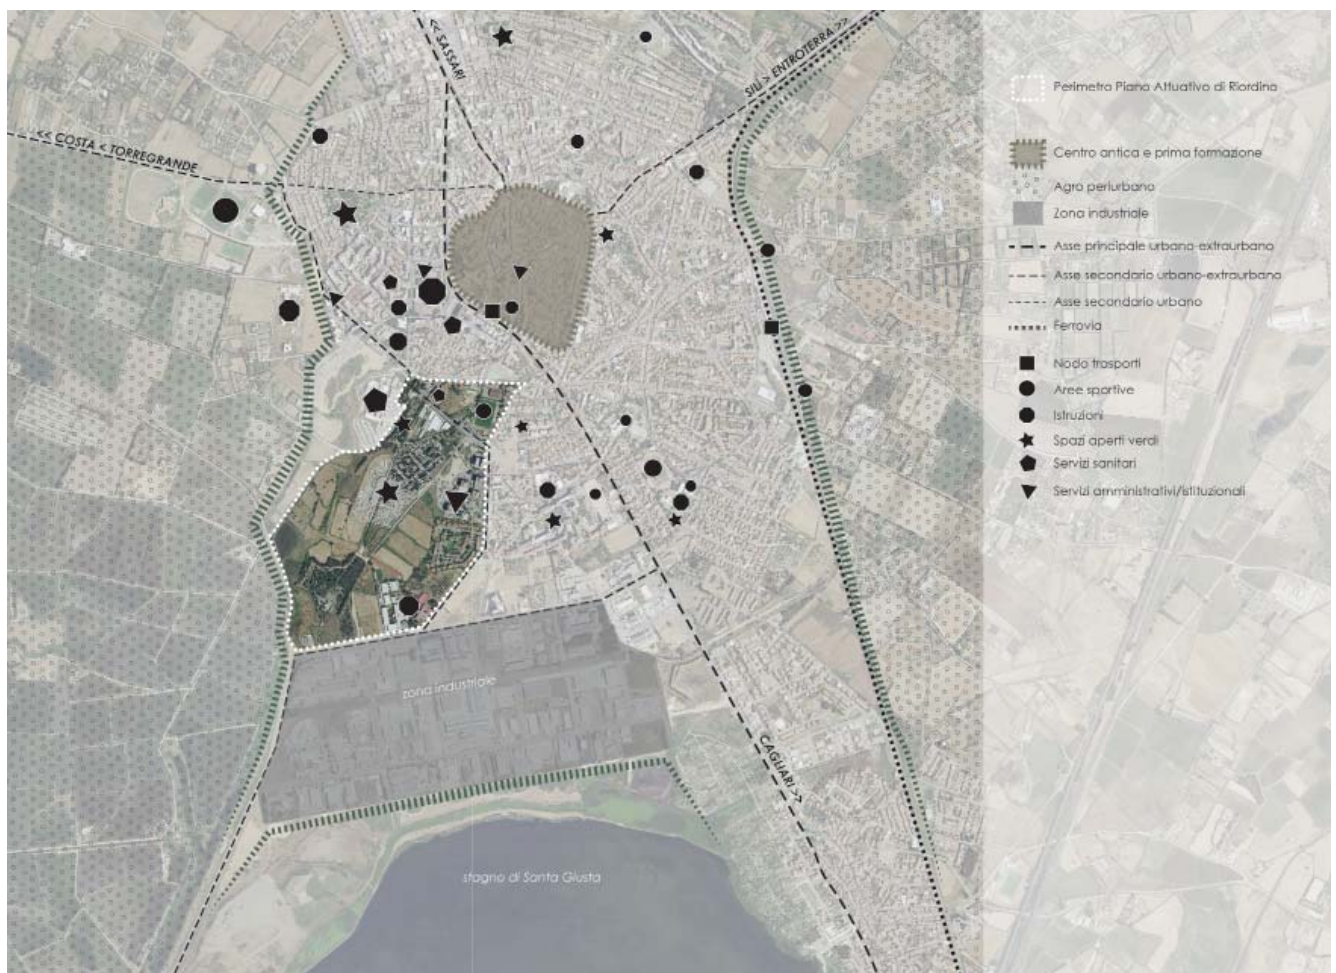 << SASSARI
SILI > ENTROTERRA >>
<< COSTA < TORREGRANDE
zona industriale
CAGLIARI >>
stagno di Santa Giusta
Perimetro Piano Attuativo di Riordino
Centro antica e prima formazione
Agro periurbano
Zona industriale
Asse principale urbano-extraurbano
Asse secondario urbano-extraurbano
Asse secondario urbano
Ferrovia
Nodo trasporti
Aree sportive
Istruzioni
Spazi aperti verdi
Servizi sanitari
Servizi amministrativi/istituzionali